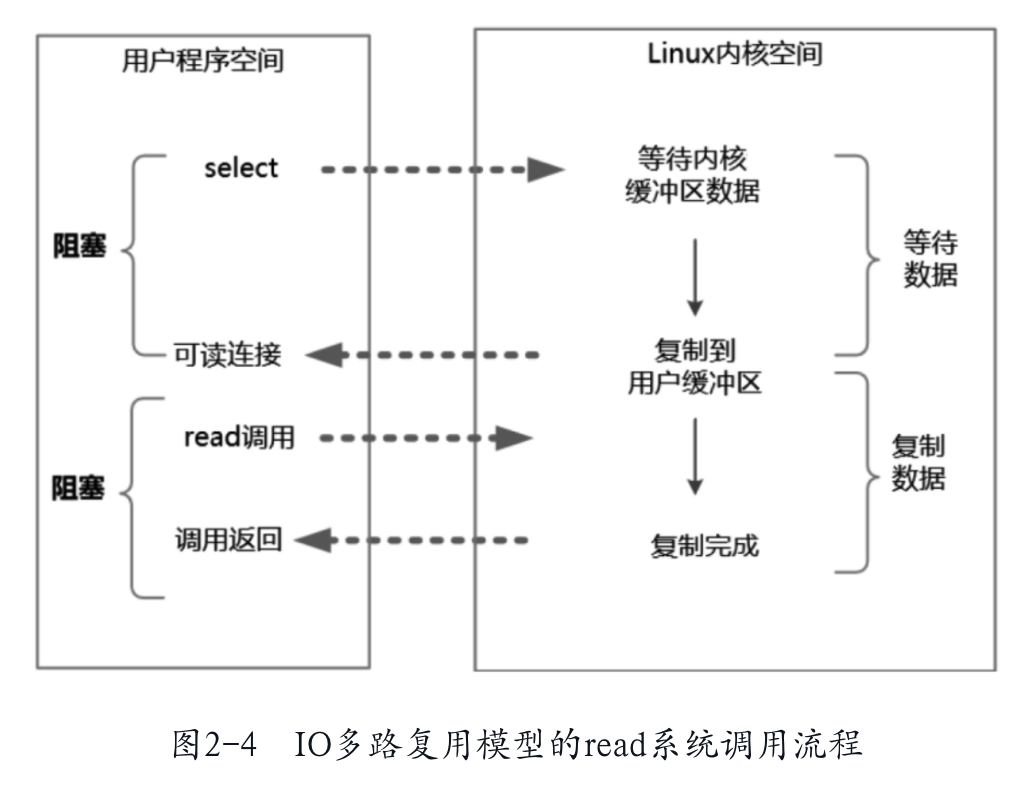 用户程序空间
Linux内核空间
select
等待内核
缓冲区数据
阻塞
等待
数据
可读连接
复制到
用户缓冲区
read调用
阻塞
复制
数据
调用返回
复制完成
图2-4 IO多路复用模型的read系统调用流程